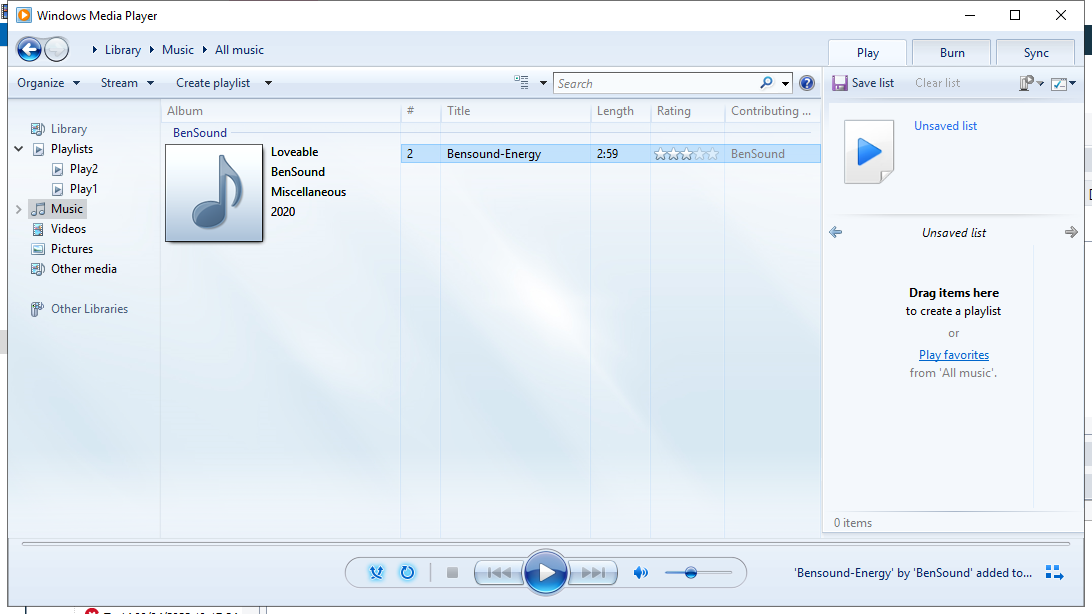 Windows Media Player
Library Music All music
Play Burn Sync
Organize Stream Create playlist Search Save list Clear list
Album # Title Length Rating Contributing ...
BenSound
Loveable
BenSound
Miscellaneous
2020
2 Bensound-Energy 2:59 BenSound
Library
Playlists
Play2
Play1
Music
Videos
Pictures
Other media
Other Libraries
Unsaved list
Unsaved list
Drag items here
to create a playlist
or
Play favorites
from 'All music'.
0 items
'Bensound-Energy' by 'BenSound' added to...